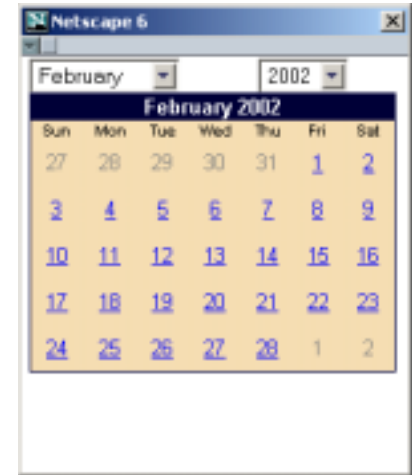 Netscape 6
February 2002
February 2002
Sun Mon Tue Wed Thu Fri Sat
27 28 29 30 31 1 2
3 4 5 6 7 8 9
10 11 12 13 14 15 16
17 18 19 20 21 22 23
24 25 26 27 28 1 2